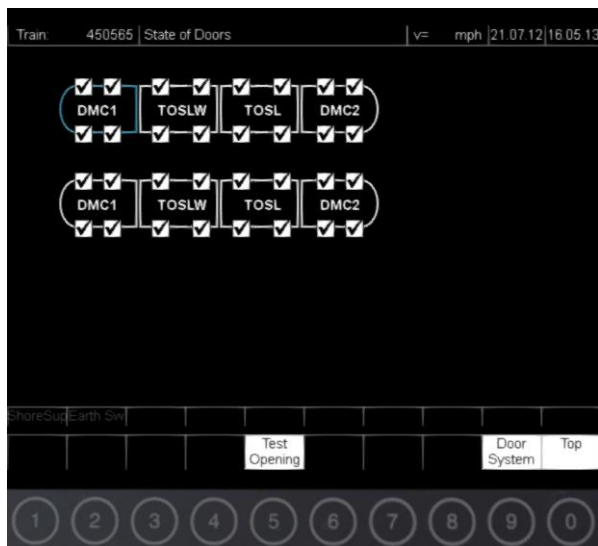 Train: 450565 State of Doors v= mph 21.07.12 16.05.13
DMC1 TOSLW TOSL DMC2
DMC1 TOSLW TOSL DMC2
ShoreSup Earth Sw
Test Opening Door System Top
1 2 3 4 5 6 7 8 9 0